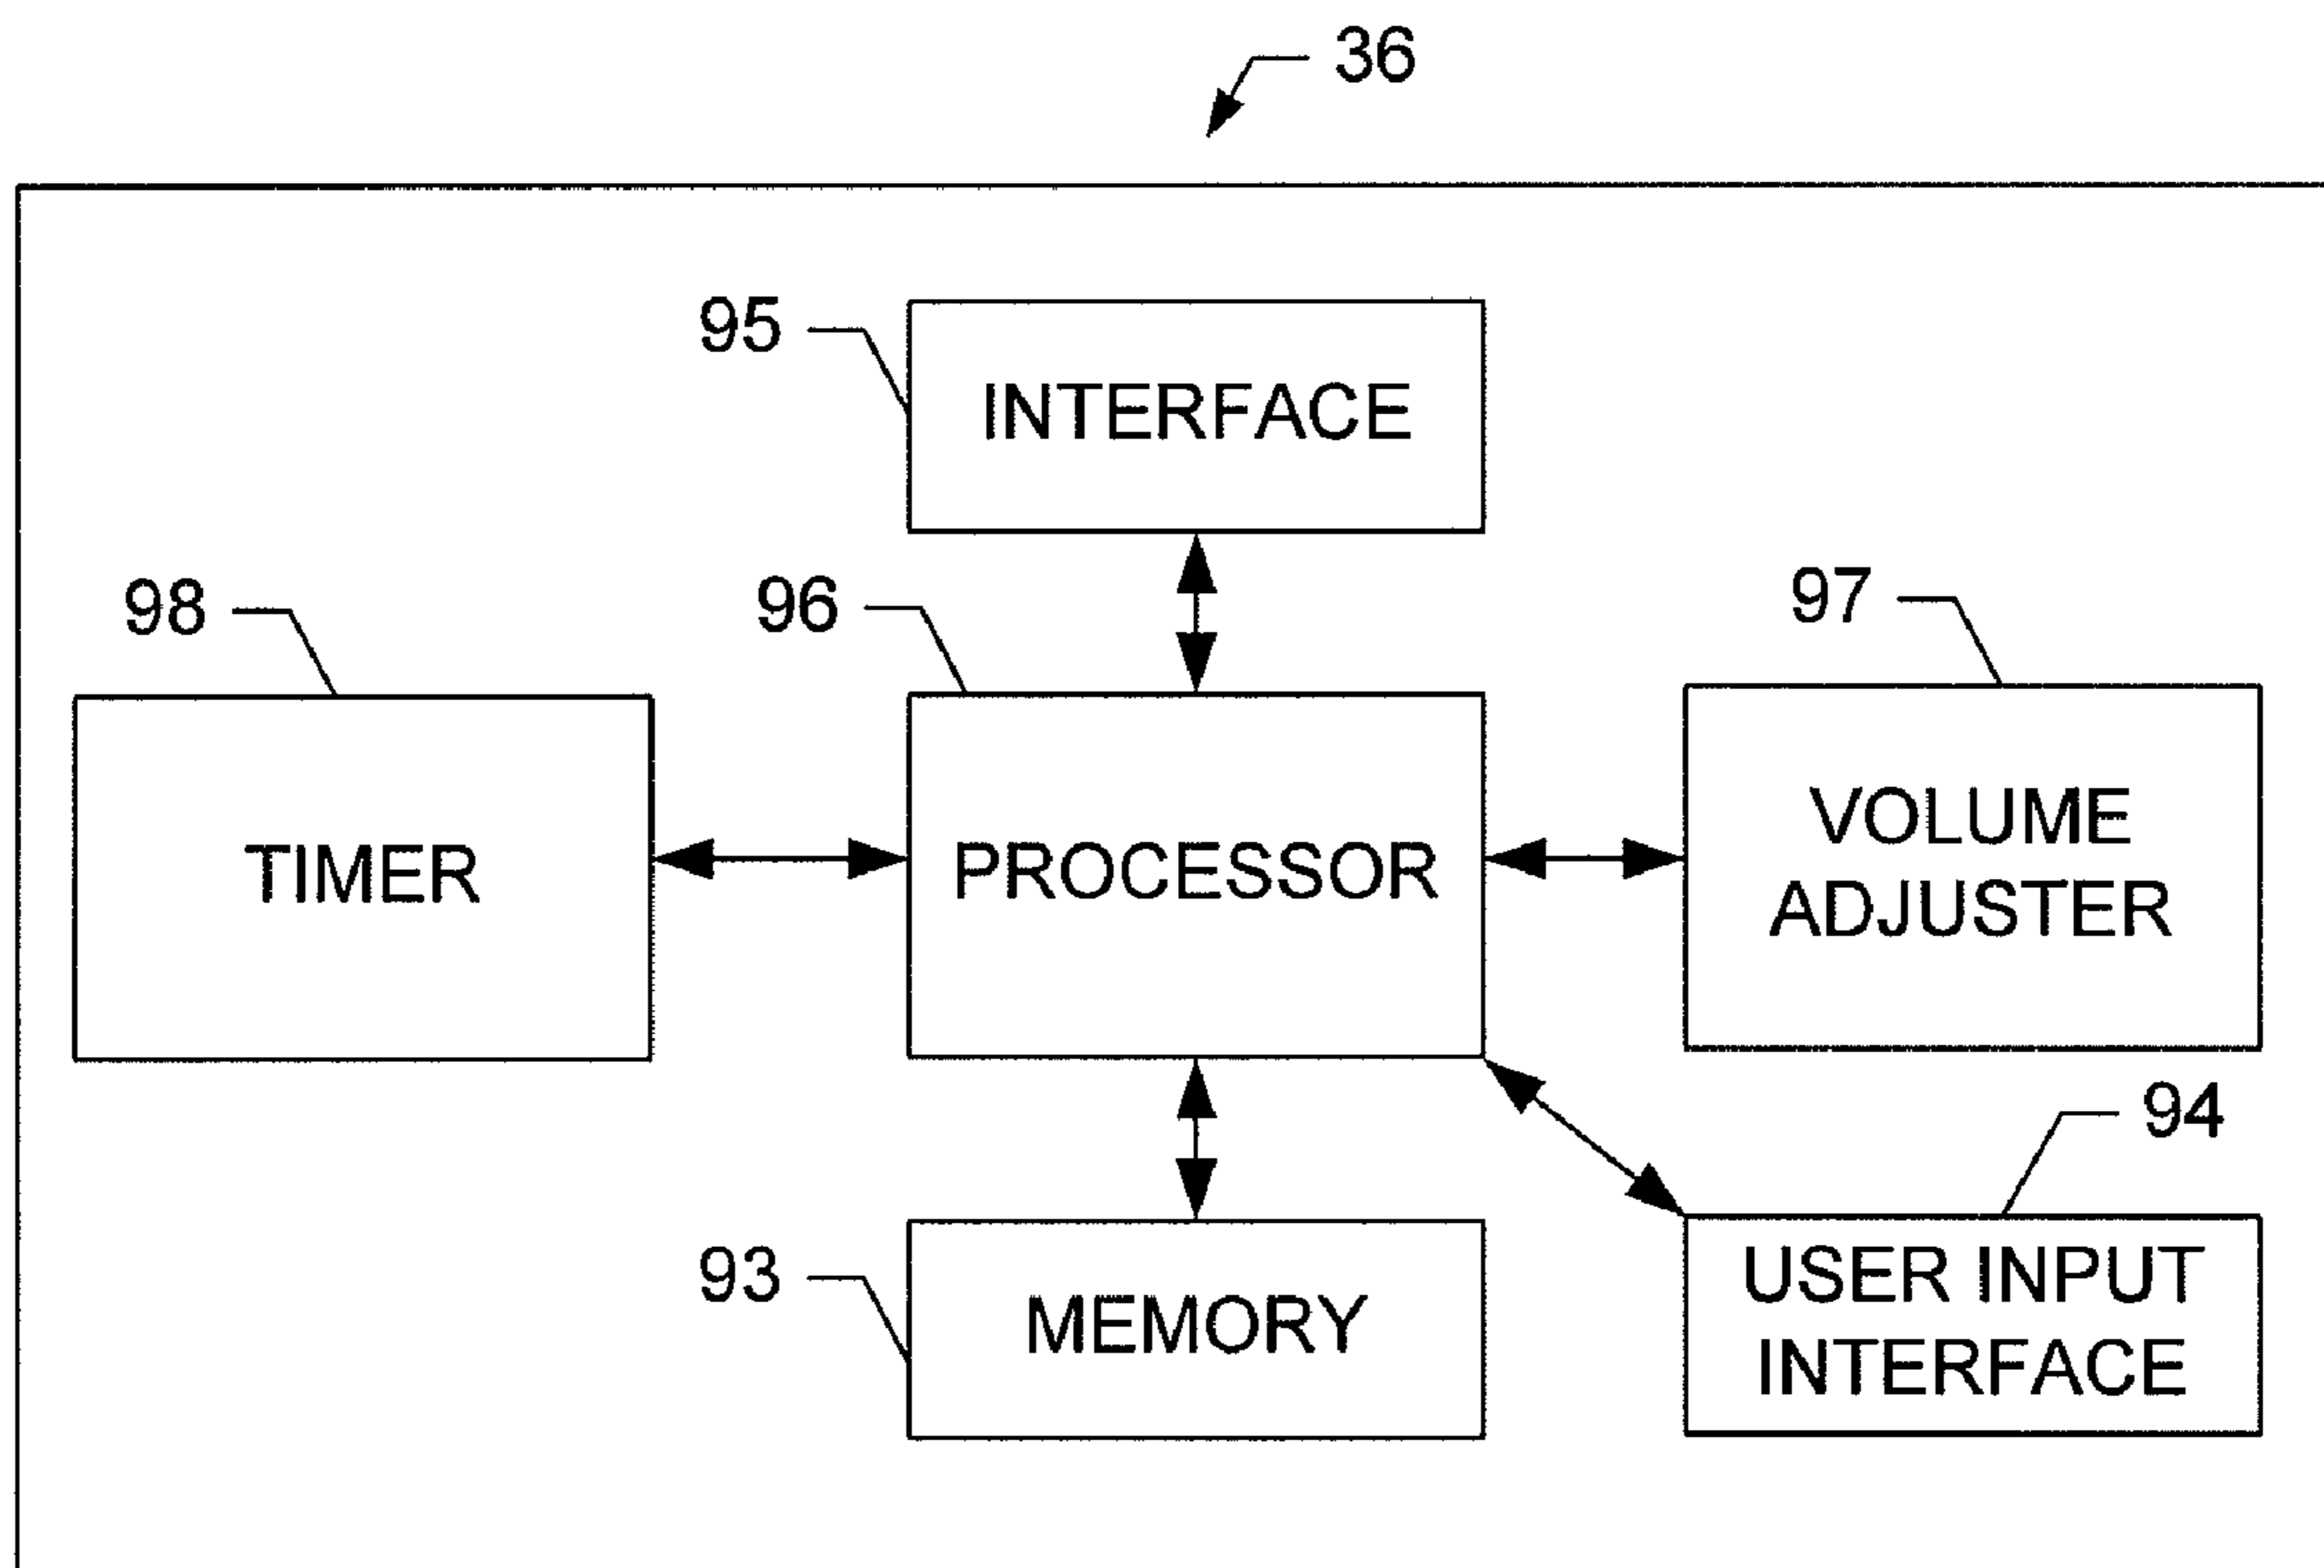 36
95
INTERFACE
98
96
97
TIMER
PROCESSOR
VOLUME
ADJUSTER
94
93
MEMORY
USER INPUT
INTERFACE